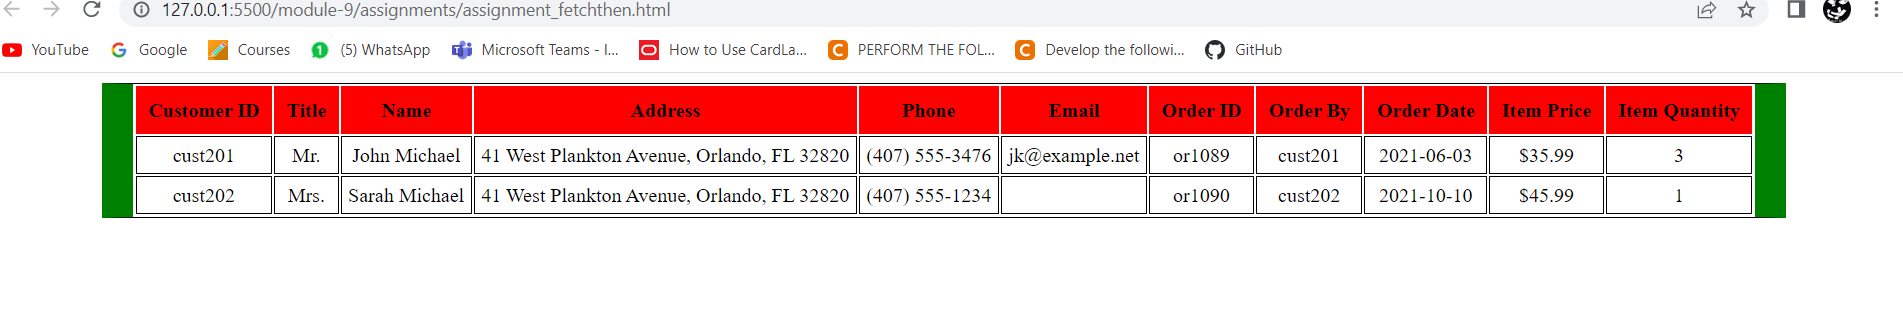 127.0.0.1:5500/module-9/assignments/assignment_fetchthen.html
YouTube Google Courses (5) WhatsApp Microsoft Teams - I... How to Use CardLa... PERFORM THE FOL... Develop the followi... GitHub
Customer ID Title Name Address Phone Email Order ID Order By Order Date Item Price Item Quantity
cust201 Mr. John Michael 41 West Plankton Avenue, Orlando, FL 32820 (407) 555-3476 jk@example.net or1089 cust201 2021-06-03 $35.99 3
cust202 Mrs. Sarah Michael 41 West Plankton Avenue, Orlando, FL 32820 (407) 555-1234 or1090 cust202 2021-10-10 $45.99 1